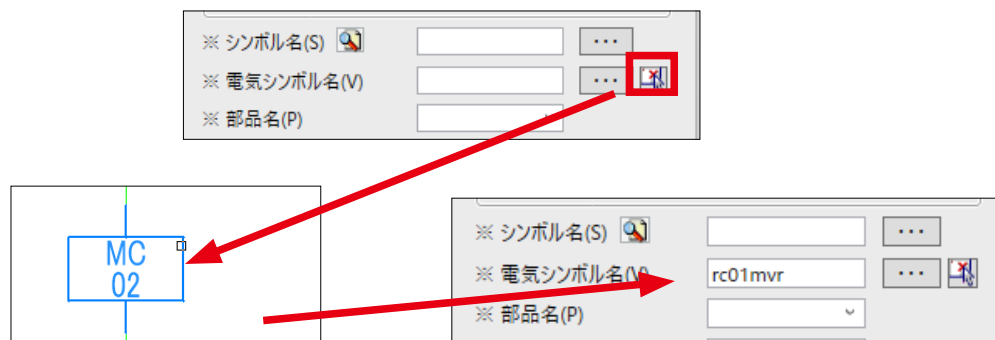 ※ シンボル名(S)
...
※ 電気シンボル名(V)
...
※ 部品名(P)
MC
02
※ シンボル名(S)
...
※ 電気シンボル名(V)
rc01mvr
...
※ 部品名(P)